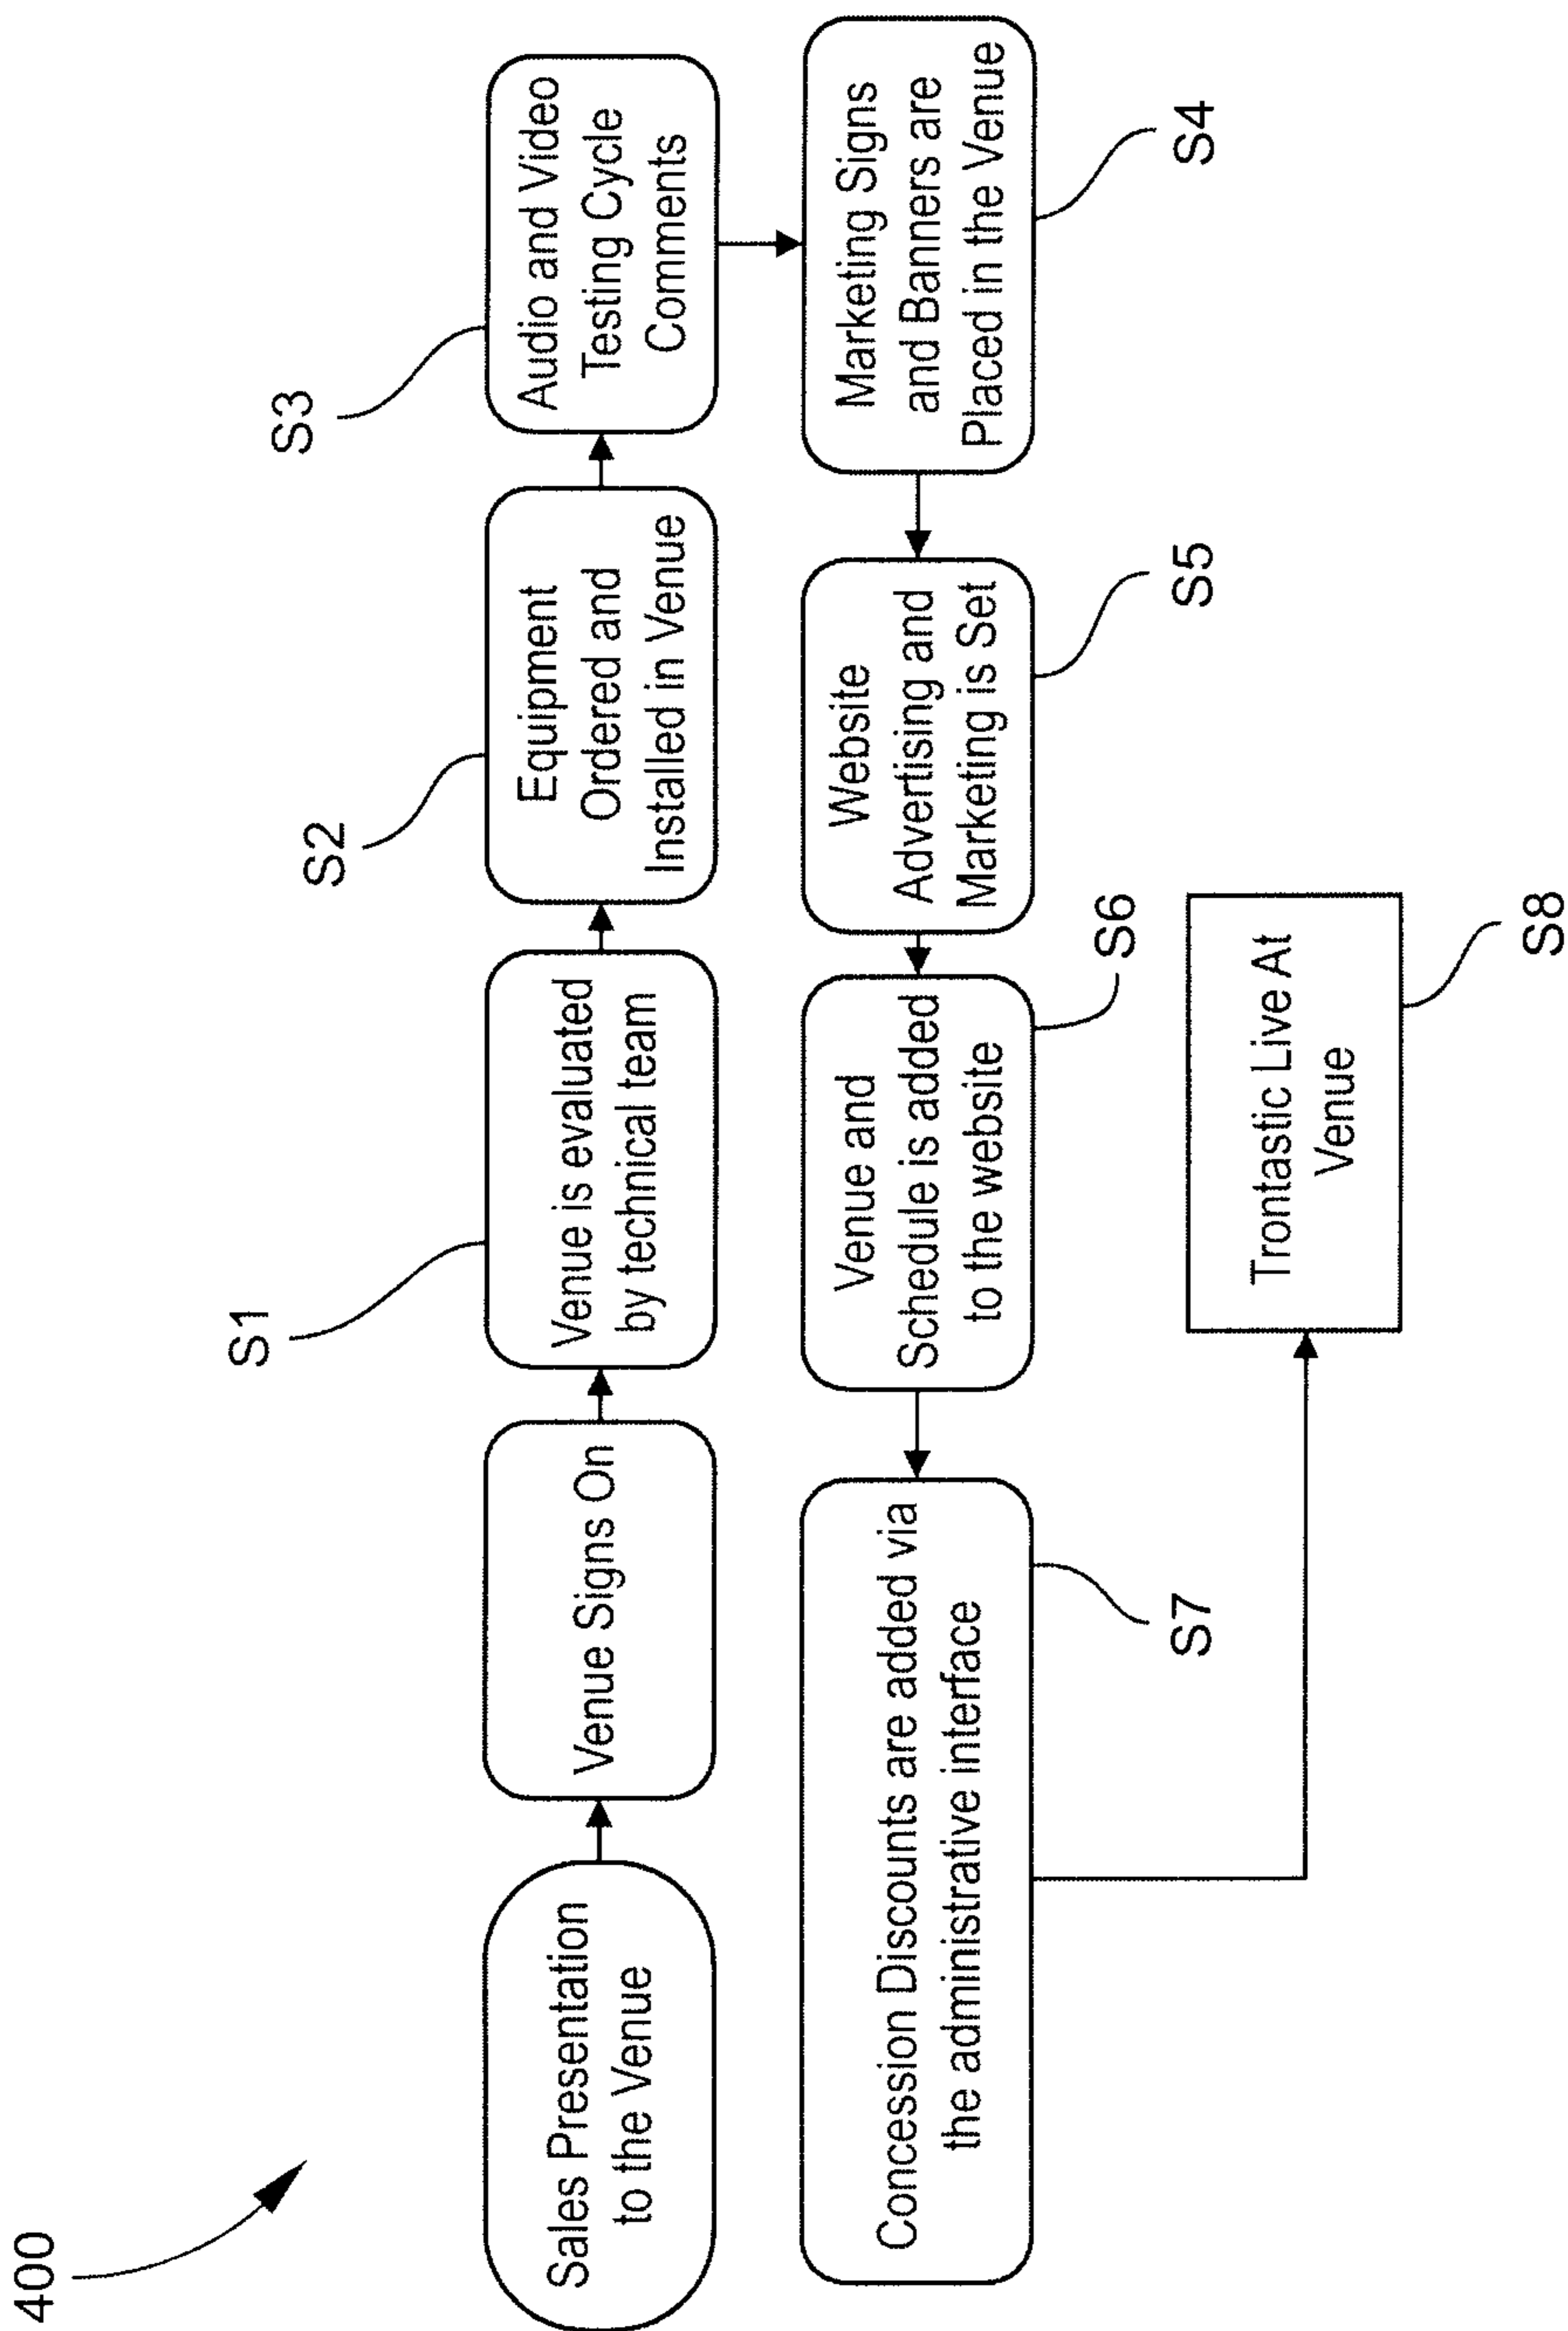 400
Sales Presentation
to the Venue
Venue Signs On
S1
Venue is evaluated
by technical team
S2
Equipment
Ordered and
Installed in Venue
S3
Audio and Video
Testing Cycle
Comments
Marketing Signs
and Banners are
Placed in the Venue
S4
Website
Advertising and
Marketing is Set
S5
Venue and
Schedule is added
to the website
S6
Concession Discounts are added via
the administrative interface
S7
Trontastic Live At
Venue
S8